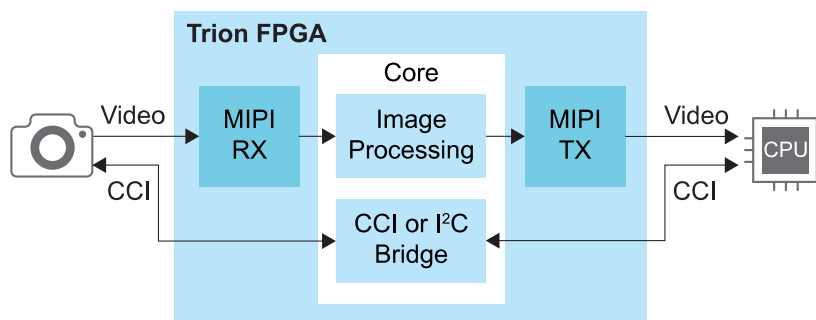 Trion FPGA
Core
Video
MIPI
RX
Image
Processing
MIPI
TX
Video
CPU
CCI
CCI or I²C
Bridge
CCI